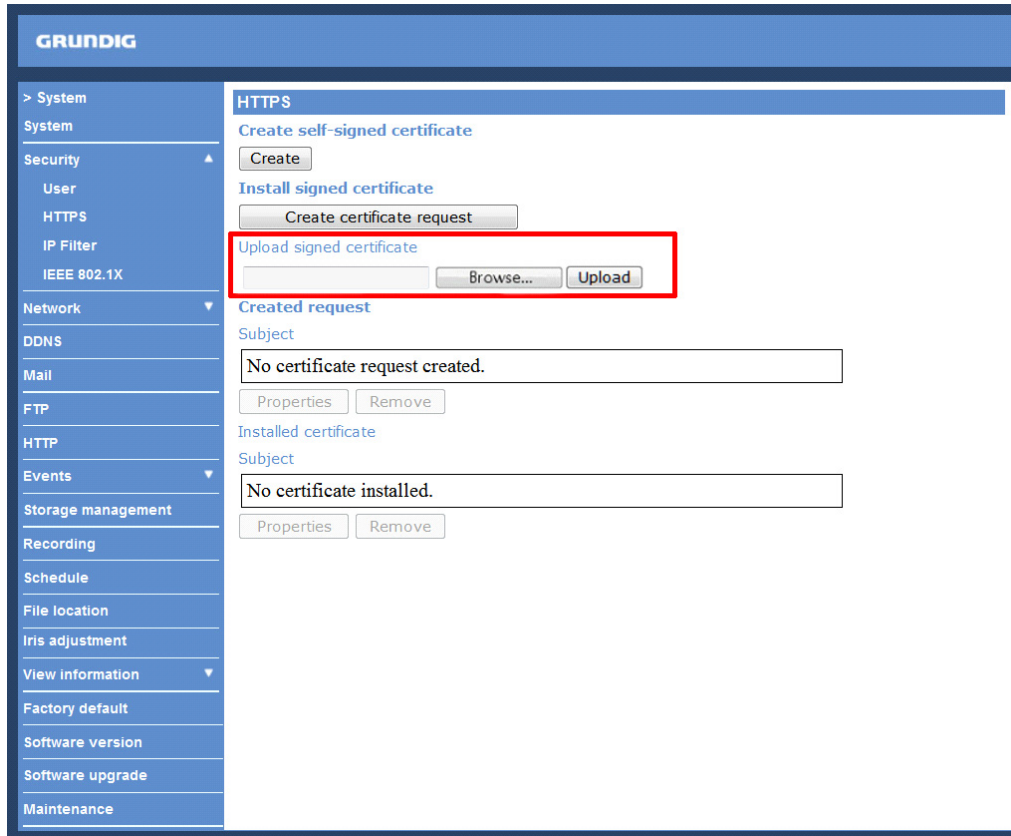 GRUNDIG
> System
System
Security
User
HTTPS
IP Filter
IEEE 802.1X
Network
DDNS
Mail
FTP
HTTP
Events
Storage management
Recording
Schedule
File location
Iris adjustment
View information
Factory default
Software version
Software upgrade
Maintenance
HTTPS
Create self-signed certificate
Create
Install signed certificate
Create certificate request
Upload signed certificate
Browse... Upload
Created request
Subject
No certificate request created.
Properties Remove
Installed certificate
Subject
No certificate installed.
Properties Remove